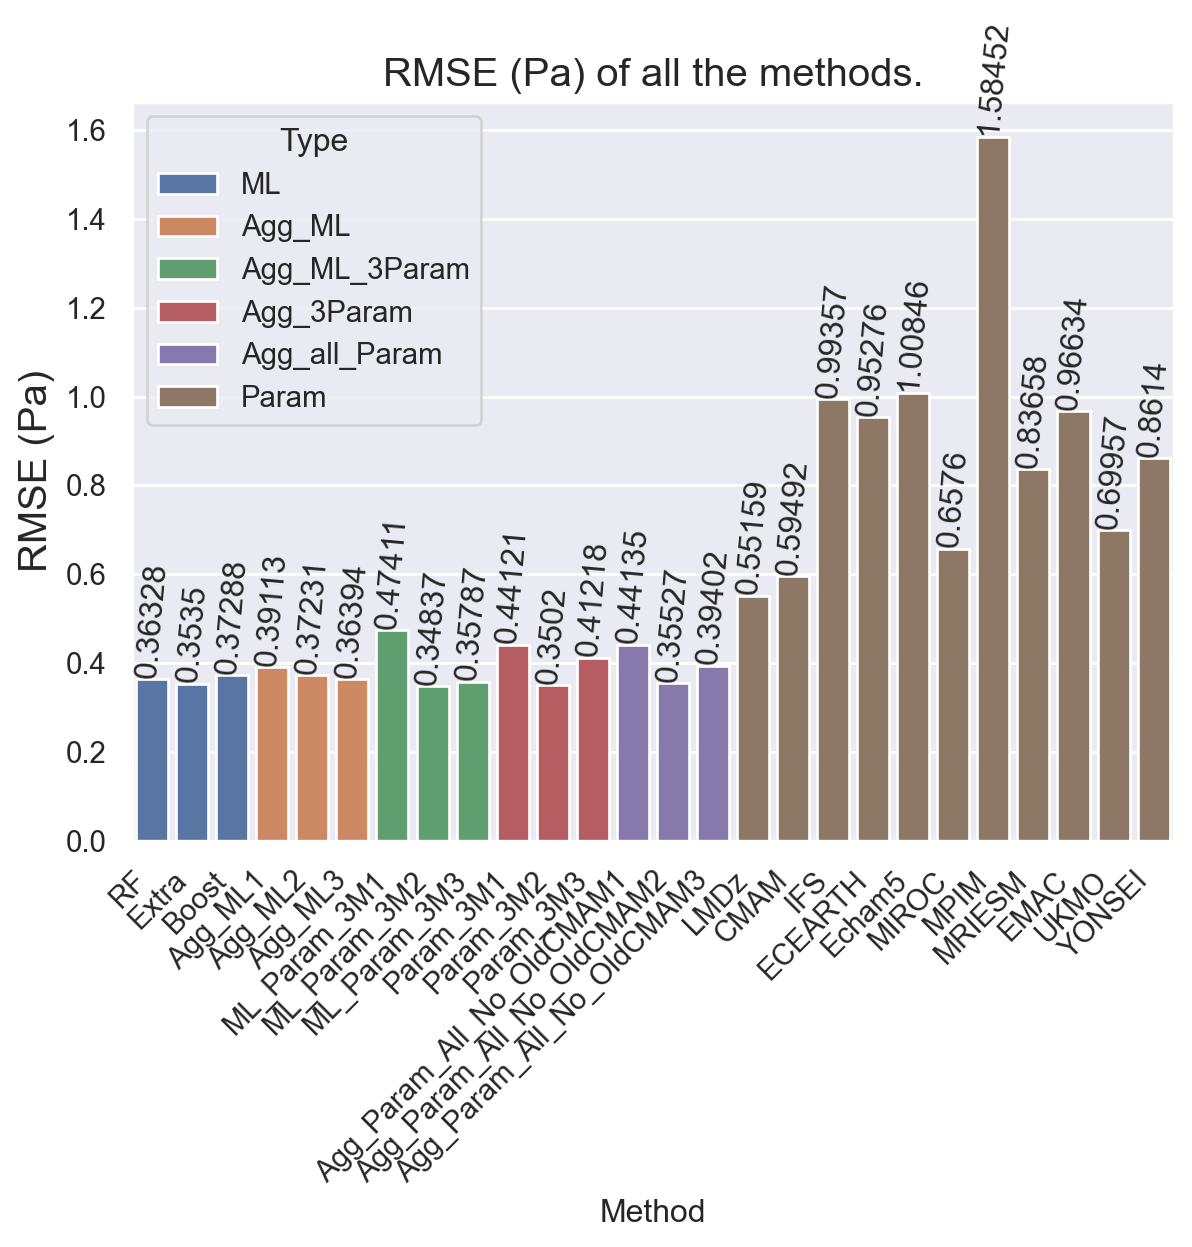 RMSE (Pa) of all the methods.
RMSE (Pa)
1.6
1.4
1.2
1.0
0.8
0.6
0.4
0.2
0.0
Type
ML
Agg_ML
Agg_ML_3Param
Agg_3Param
Agg_all_Param
Param
0.36328
0.3535
0.37288
0.39113
0.37231
0.36394
0.47411
0.34837
0.35787
0.44121
0.3502
0.41218
0.44135
0.35527
0.39402
0.55159
0.59492
0.99357
0.95276
1.00846
0.6576
1.58452
0.83658
0.96634
0.69957
0.8614
RF
Extra
Boost
Agg_ML1
Agg_ML2
Agg_ML3
ML_Param_3M1
ML_Param_3M2
ML_Param_3M3
Param_3M1
Param_3M2
Param_3M3
Agg_Param_All_No_OldCMAM1
Agg_Param_All_No_OldCMAM2
Agg_Param_All_No_OldCMAM3
LMDz
CMAM
IFS
ECEARTH
Echam5
MIROC
MPIM
MRIESM
EMAC
UKMO
YONSEI
Method